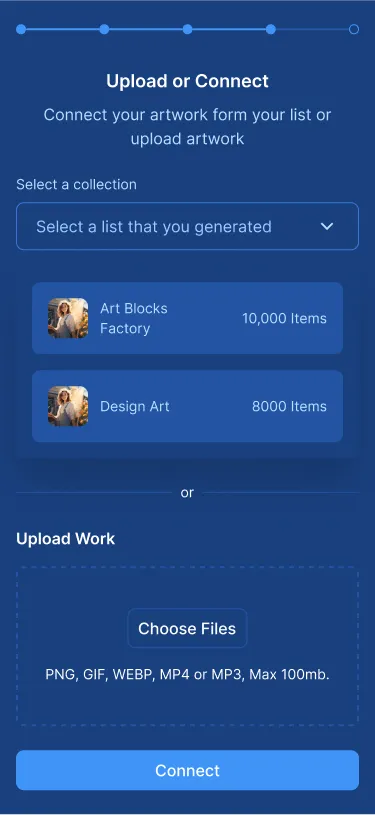 Upload or Connect
Connect your artwork form your list or
upload artwork
Select a collection
Select a list that you generated
Art Blocks
Factory
10,000 Items
Design Art
8000 Items
or
Upload Work
Choose Files
PNG, GIF, WEBP, MP4 or MP3, Max 100mb.
Connect